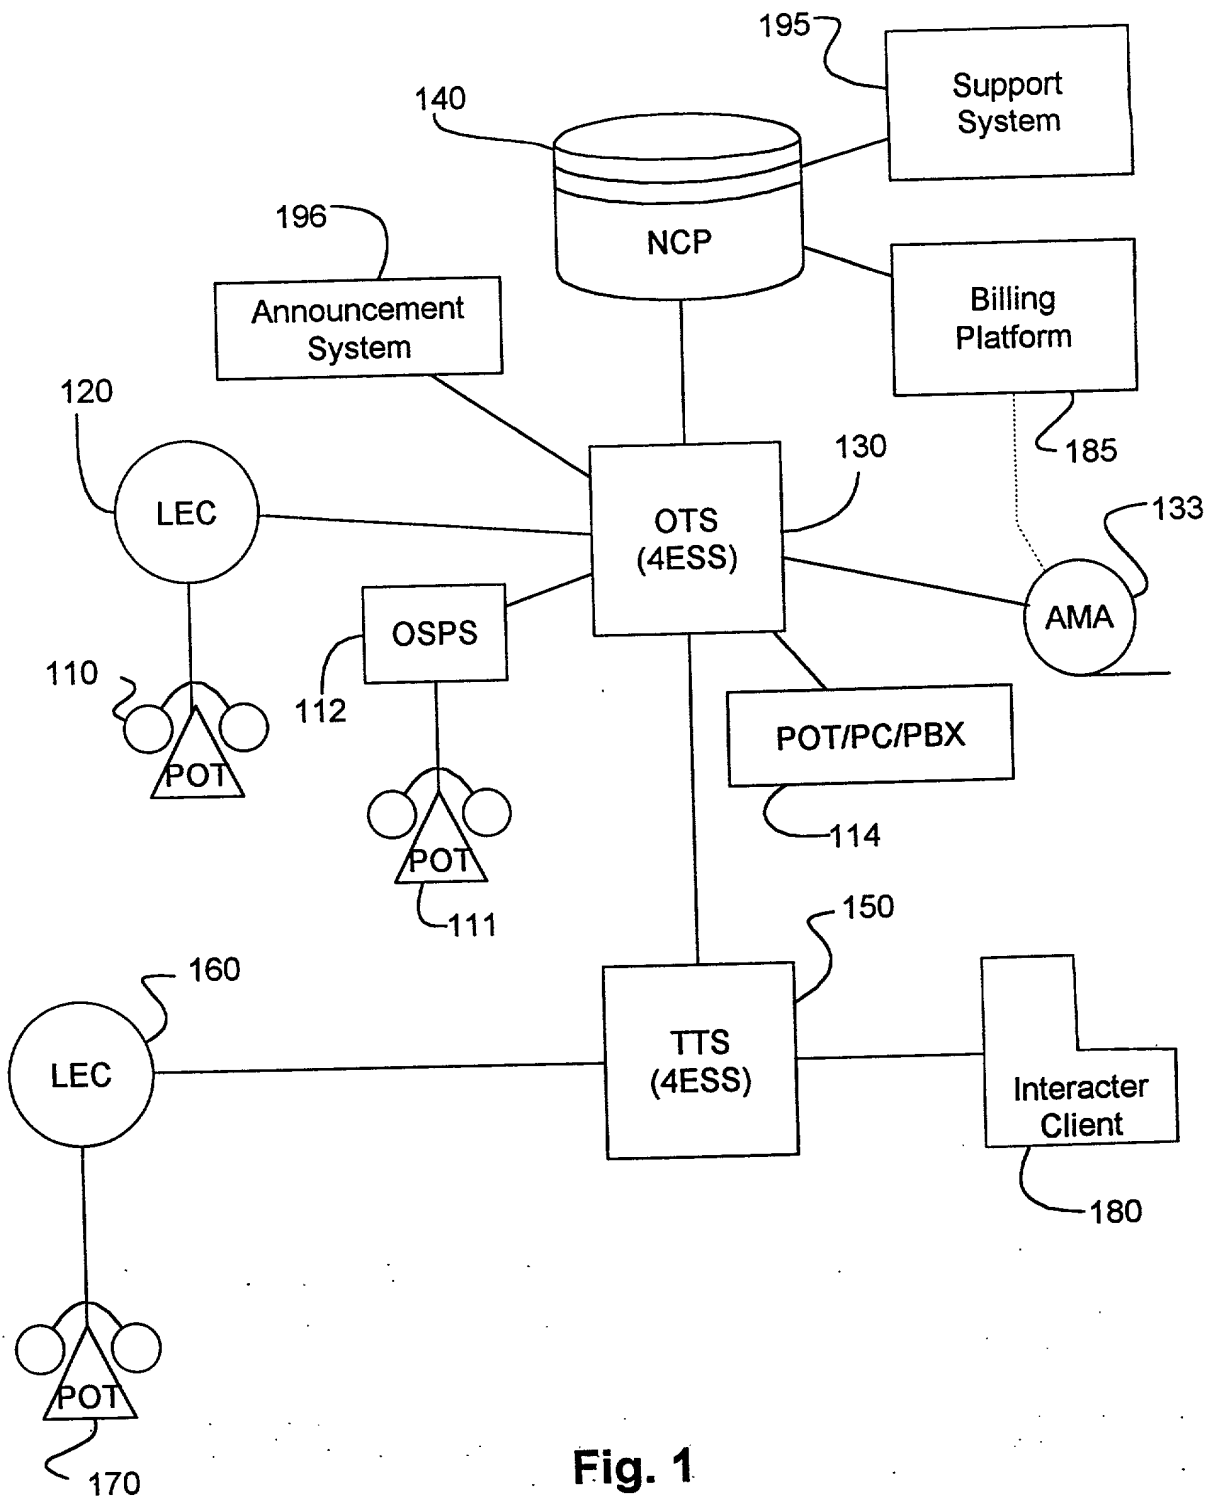 195
Support
System
140
NCP
196
Announcement
System
Billing
Platform
185
120
LEC
130
OTS
(4ESS)
133
AMA
OSPS
112
110
POT
POT/PC/PBX
114
POT
111
150
160
LEC
TTS
(4ESS)
Interacter
Client
180
POT
170
Fig. 1